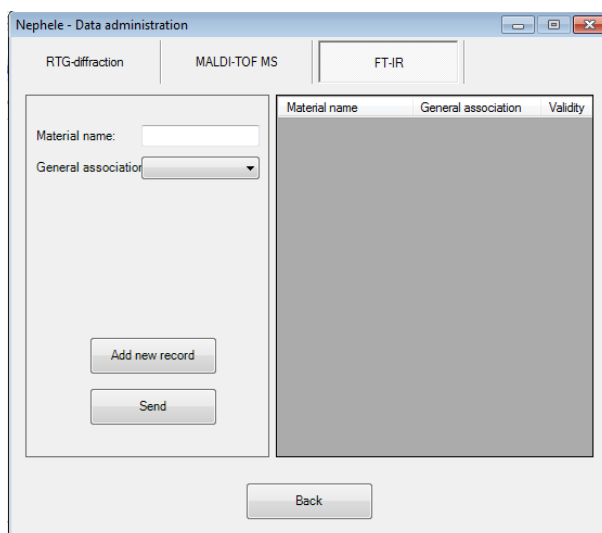 Nephele - Data administration
RTG-diffraction MALDI-TOF MS FT-IR
Material name General association Validity
Material name:
General association
Add new record
Send
Back